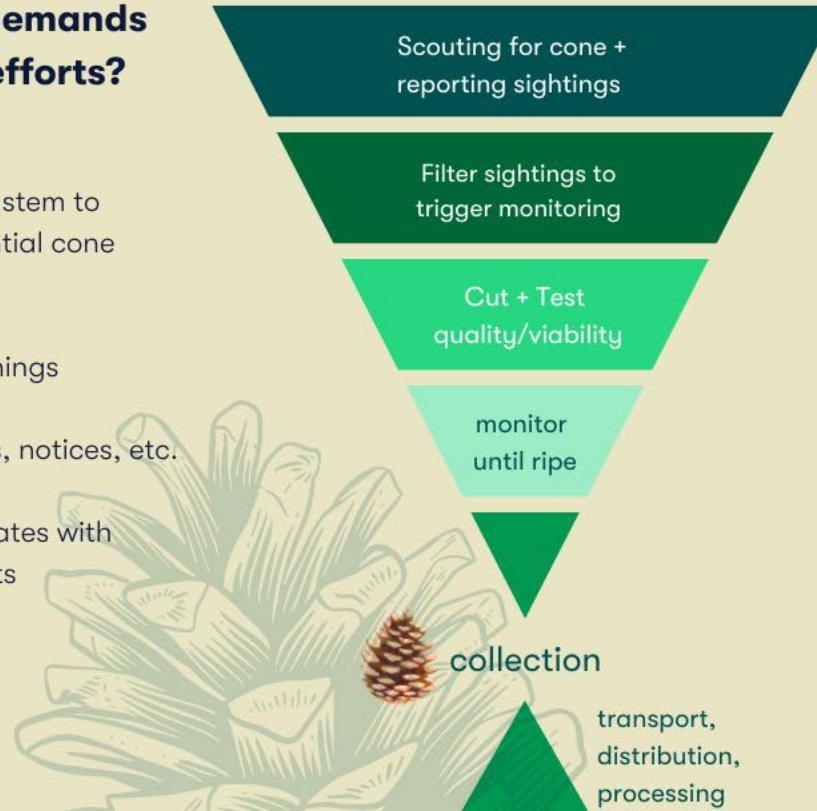 emands
efforts?
stem to
tial cone
nings
, notices, etc.
ates with
ts
Scouting for cone +
reporting sightings
Filter sightings to
trigger monitoring
Cut + Test
quality/viability
monitor
until ripe
collection
transport,
distribution,
processing